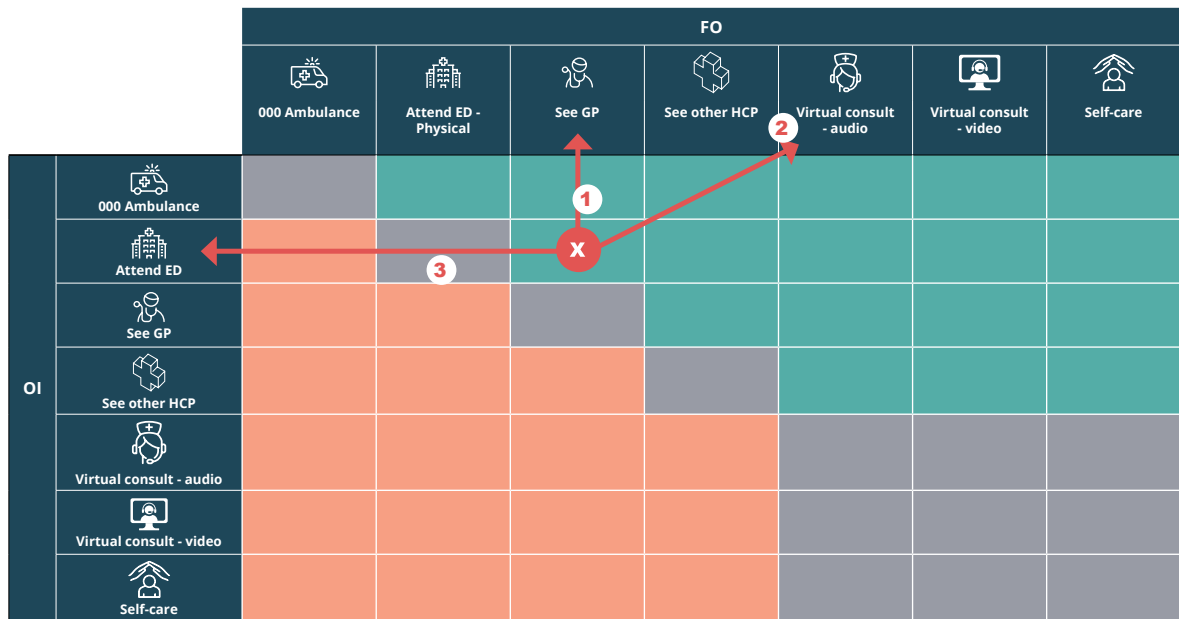 FO
000 Ambulance
Attend ED -
Physical
See GP
See other HCP
Virtual consult
- audio
Virtual consult
- video
Self-care
2
OI
000 Ambulance
1
Attend ED
X
3
See GP
See other HCP
Virtual consult - audio
Virtual consult - video
Self-care